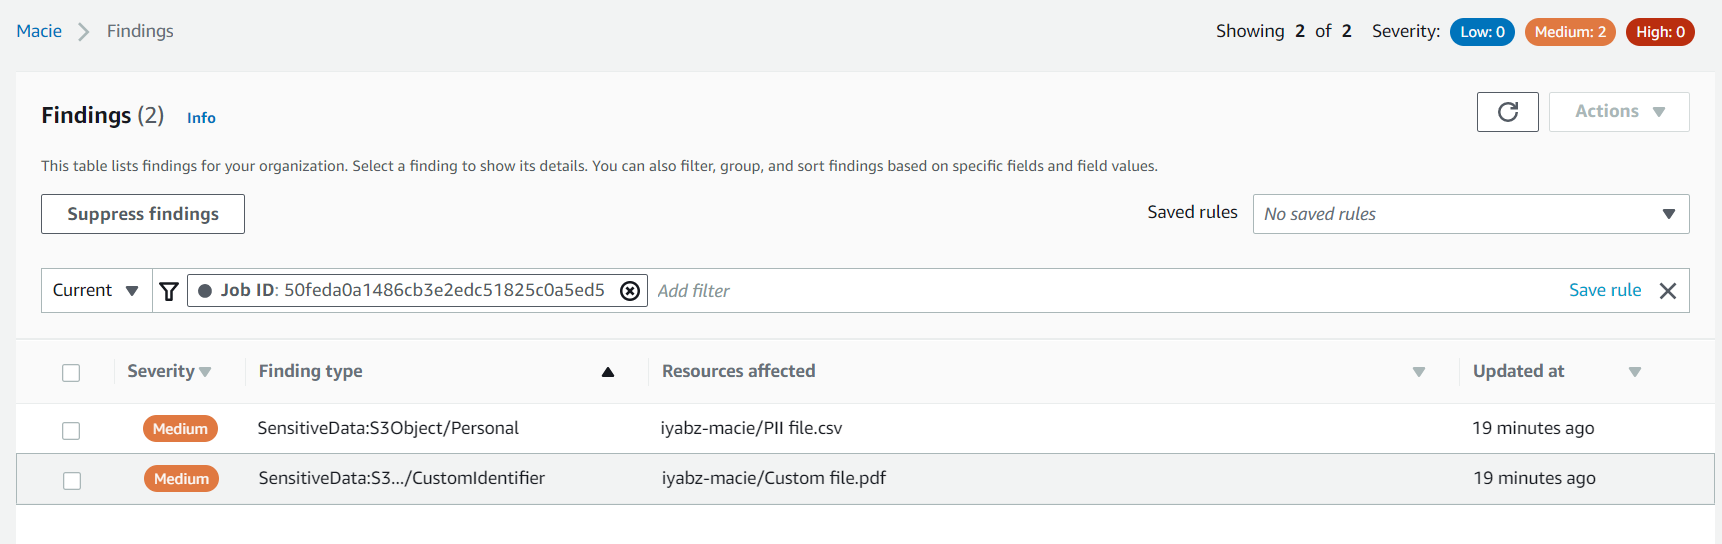 Macie > Findings
Showing 2 of 2 Severity: Low: 0 Medium: 2 High: 0
Findings (2) Info
Actions
This table lists findings for your organization. Select a finding to show its details. You can also filter, group, and sort findings based on specific fields and field values.
Suppress findings
Saved rules No saved rules
Current Job ID: 50feda0a1486cb3e2edc51825c0a5ed5 Add filter Save rule
Severity Finding type Resources affected Updated at
Medium SensitiveData:S3Object/Personal iyabz-macie/PII file.csv 19 minutes ago
Medium SensitiveData:S3.../CustomIdentifier iyabz-macie/Custom file.pdf 19 minutes ago